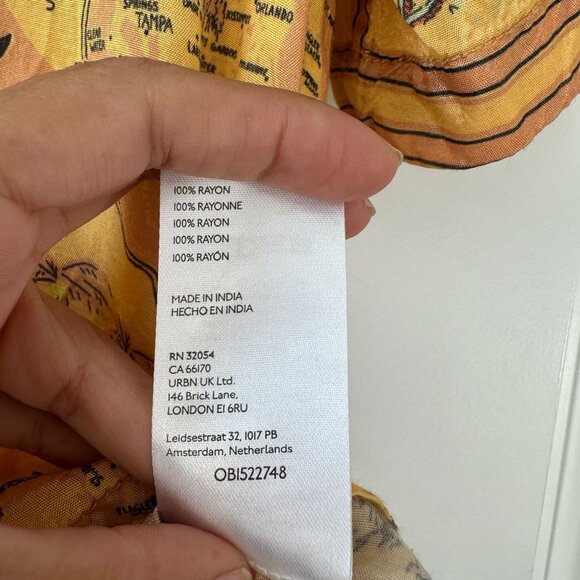 SPRINGS
TAMPA
ORLANDO
100% RAYON
100% RAYONNE
100% RAYON
100% RAYON
100% RAYÓN
MADE IN INDIA
HECHO EN INDIA
RN 32054
CA 66170
URBN UK Ltd.
146 Brick Lane,
LONDON E1 6RU
Leidsestraat 32, 1017 PB
Amsterdam, Netherlands
OB1522748